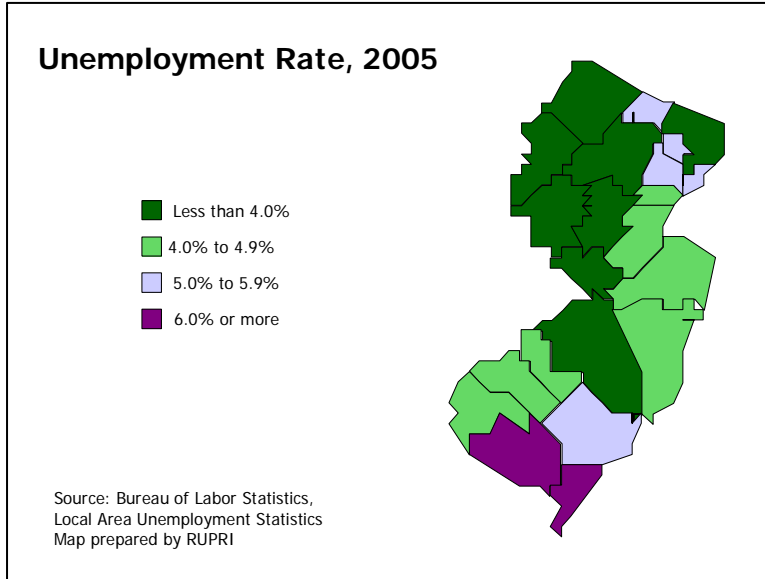 Unemployment Rate, 2005
Less than 4.0%
4.0% to 4.9%
5.0% to 5.9%
6.0% or more
Source: Bureau of Labor Statistics,
Local Area Unemployment Statistics
Map prepared by RUPRI